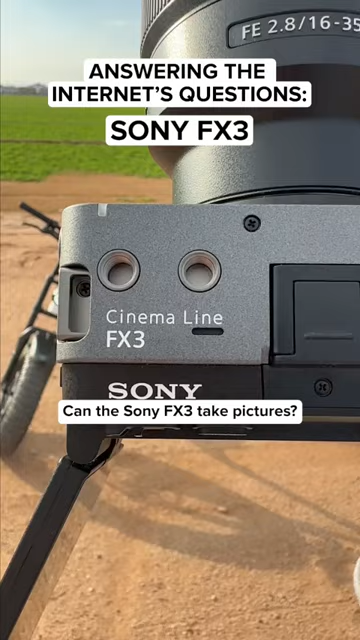 FE 2.8/16-35
ANSWERING THE
INTERNET'S QUESTIONS:
SONY FX3
Cinema Line
FX3
SONY
Can the Sony FX3 take pictures?